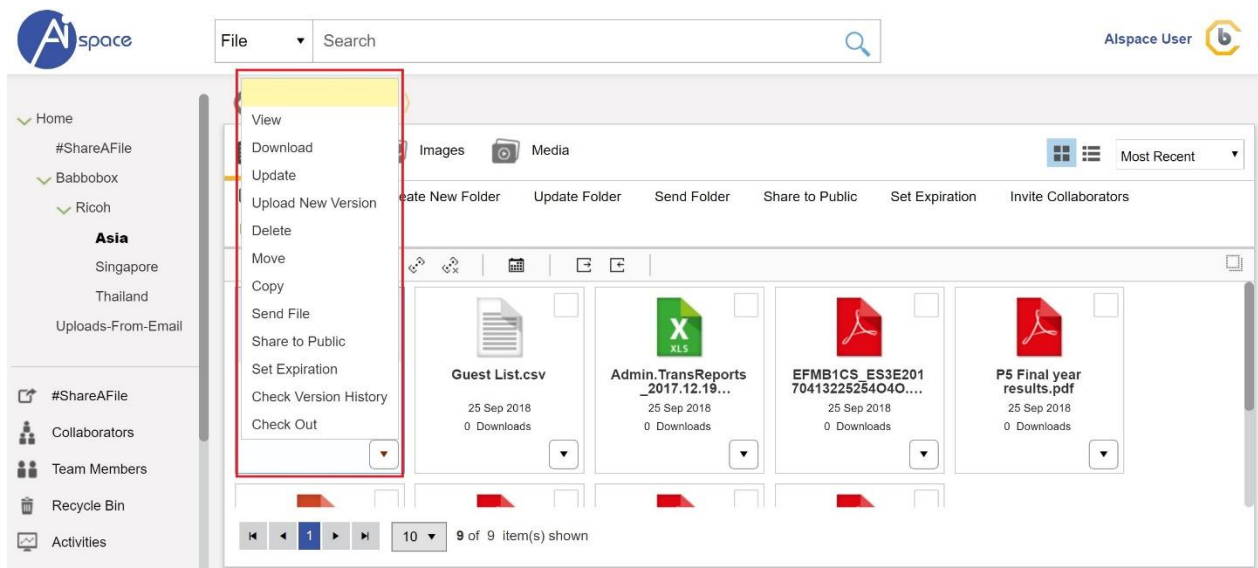 Aispace
File
Search
AIspace User
Home
#ShareAFile
Babbobox
Ricoh
Asia
Singapore
Thailand
Uploads-From-Email
#ShareAFile
Collaborators
Team Members
Recycle Bin
Activities
View
Download
Update
Upload New Version
Delete
Move
Copy
Send File
Share to Public
Set Expiration
Check Version History
Check Out
Images
Media
Most Recent
eate New Folder
Update Folder
Send Folder
Share to Public
Set Expiration
Invite Collaborators
Guest List.csv
25 Sep 2018
0 Downloads
XLS
Admin.TransReports
_2017.12.19...
25 Sep 2018
0 Downloads
EFMB1CS_ES3E201
70413225254O4O....
25 Sep 2018
0 Downloads
P5 Final year
results.pdf
25 Sep 2018
0 Downloads
1
10
9 of 9 item(s) shown